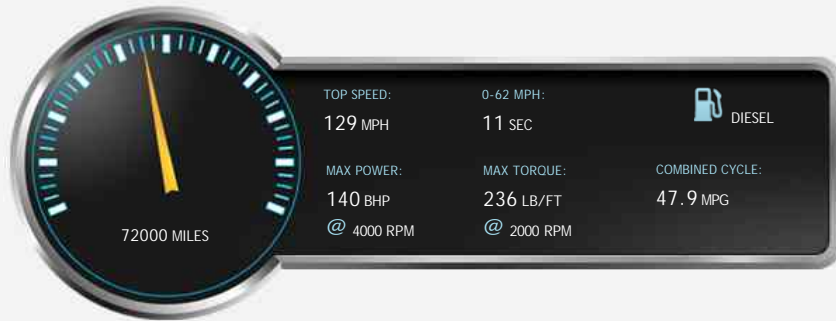 TOP SPEED:
129 MPH
0-62 MPH:
11 SEC
DIESEL
MAX POWER:
140 BHP
@ 4000 RPM
MAX TORQUE:
236 LB/FT
@ 2000 RPM
COMBINED CYCLE:
47.9 MPG
72000 MILES